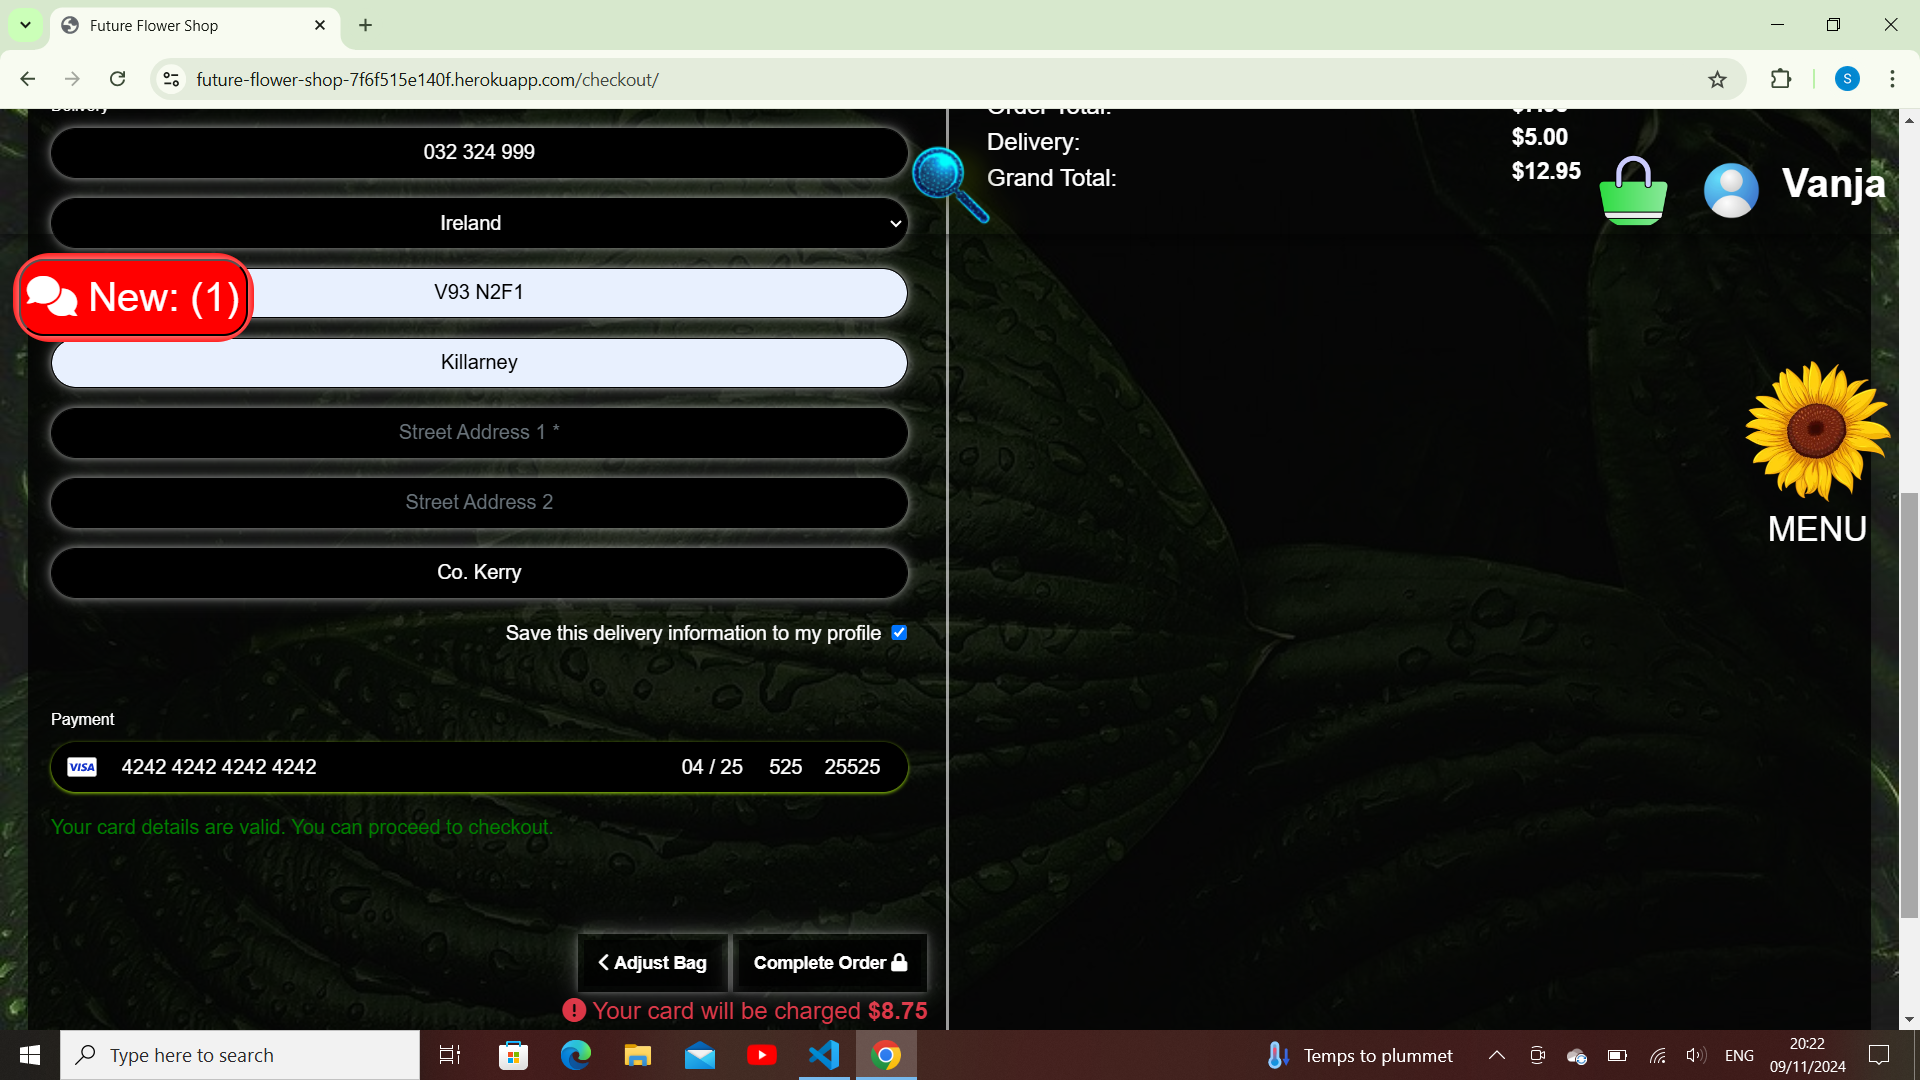 Future Flower Shop
future-flower-shop-7f6f515e140f.herokuapp.com/checkout/
S
Delivery
032 324 999
Ireland
New: (1)
V93 N2F1
Killarney
Street Address 1 *
Street Address 2
Co. Kerry
Save this delivery information to my profile
Payment
VISA 4242 4242 4242 4242 04 / 25 525 25525
Your card details are valid. You can proceed to checkout.
Adjust Bag
Complete Order
Your card will be charged $8.75
Order Total:
Delivery: $5.00
Grand Total: $12.95
Vanja
MENU
Type here to search
Temps to plummet
ENG
20:22
09/11/2024